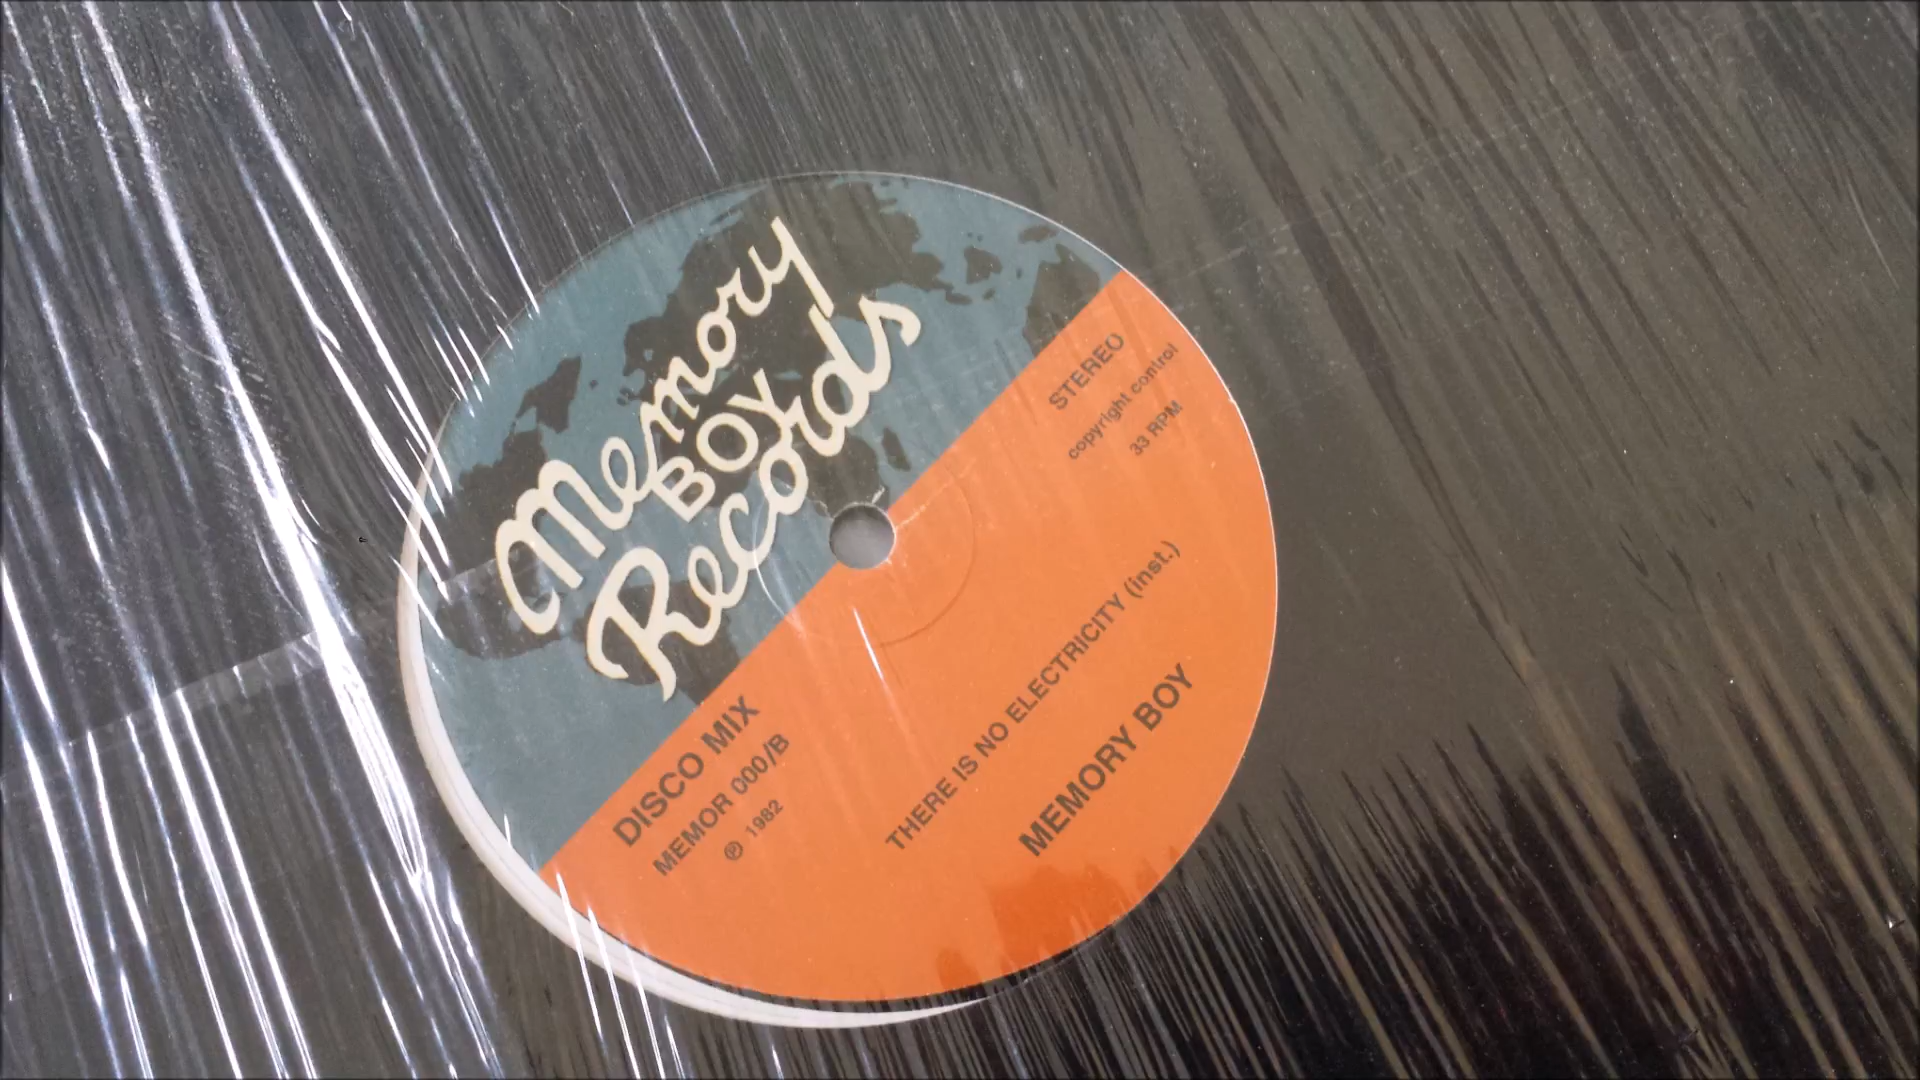 Memory
BOY
Records
STEREO
copyright control
33 RPM
DISCO MIX
MEMOR 000/B
℗ 1982
THERE IS NO ELECTRICITY (inst.)
MEMORY BOY